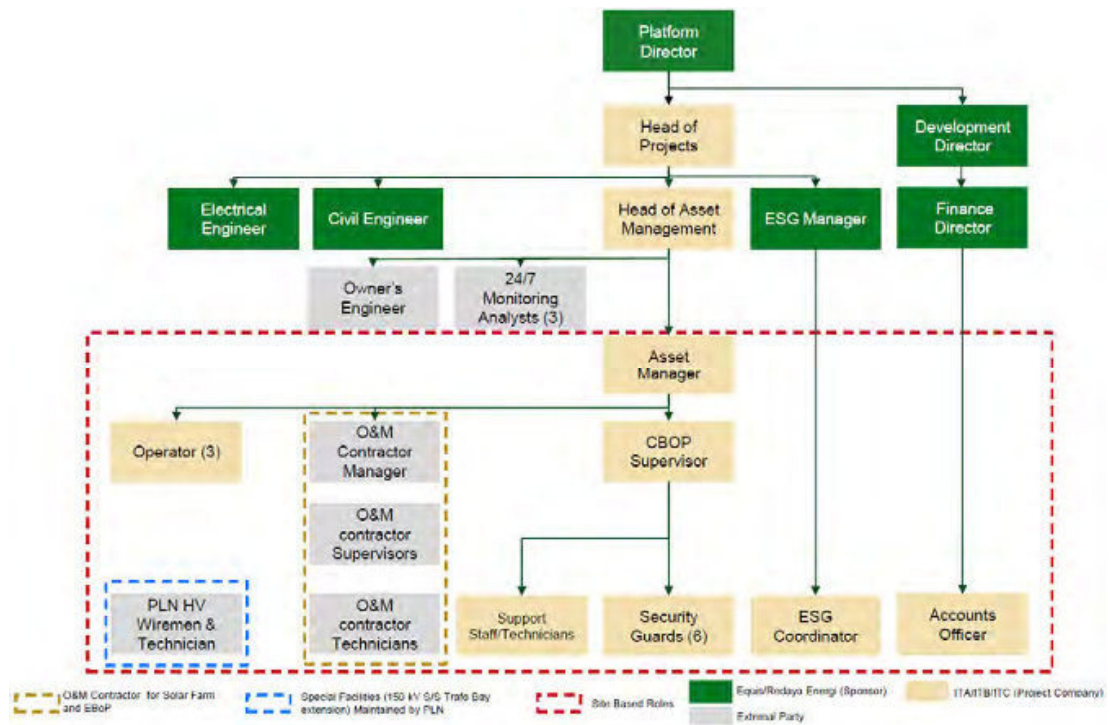 Platform
Director
Head of
Projects
Development
Director
Electrical
Engineer
Civil Engineer
Head of Asset
Management
ESG Manager
Finance
Director
Owner's
Engineer
24/7
Monitoring
Analysts (3)
Asset
Manager
Operator (3)
O&M
Contractor
Manager
CBOP
Supervisor
O&M
contractor
Supervisors
PLN HV
Wiremen &
Technician
O&M
contractor
Technicians
Support
Staff/Technicians
Security
Guards (6)
ESG
Coordinator
Accounts
Officer
O&M Contractor for Solar Farm
and EBoP
Special Facilities (150 kV S/S Trafo Bay
extension) Maintained by PLN
Site Based Roles
Equis/Redaya Energi (Sponsor)
External Party
ITA/ITB/ITC (Project Company)